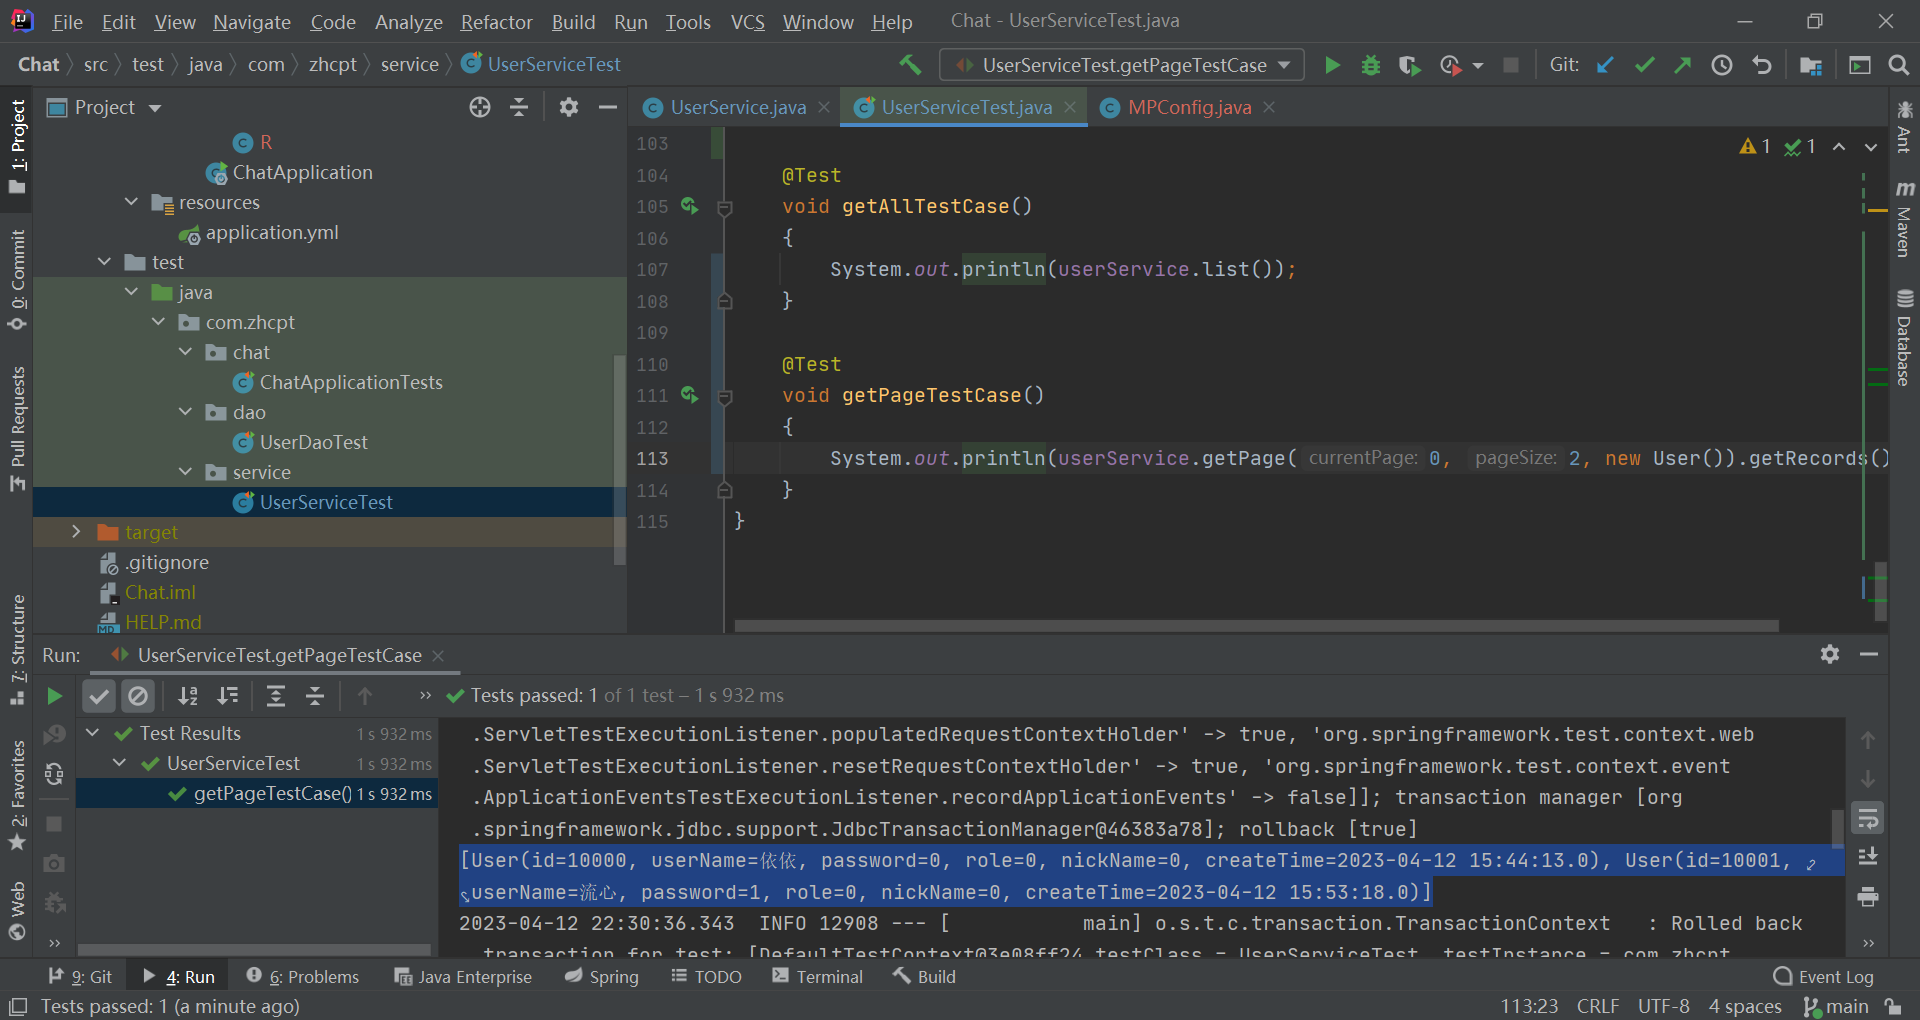 File Edit View Navigate Code Analyze Refactor Build Run Tools VCS Window Help Chat - UserServiceTest.java
Chat src test java com zhcpt service UserServiceTest
UserServiceTest.getPageTestCase
Git:
1: Project
0: Commit
Pull Requests
7: Structure
2: Favorites
Web
Project
R
ChatApplication
resources
application.yml
test
java
com.zhcpt
chat
ChatApplicationTests
dao
UserDaoTest
service
UserServiceTest
target
.gitignore
Chat.iml
HELP.md
UserService.java UserServiceTest.java MPConfig.java
1 1
103
104 @Test
105 void getAllTestCase()
106 {
107 System.out.println(userService.list());
108 }
109
110 @Test
111 void getPageTestCase()
112 {
113 System.out.println(userService.getPage( currentPage: 0, pageSize: 2, new User()).getRecords()
114 }
115 }
Ant
Maven
Database
Run: UserServiceTest.getPageTestCase
Tests passed: 1 of 1 test – 1 s 932 ms
Test Results 1 s 932 ms
UserServiceTest 1 s 932 ms
getPageTestCase() 1 s 932 ms
.ServletTestExecutionListener.populatedRequestContextHolder' -> true, 'org.springframework.test.context.web
.ServletTestExecutionListener.resetRequestContextHolder' -> true, 'org.springframework.test.context.event
.ApplicationEventsTestExecutionListener.recordApplicationEvents' -> false]]; transaction manager [org
.springframework.jdbc.support.JdbcTransactionManager@46383a78]; rollback [true]
[User(id=10000, userName=依依, password=0, role=0, nickName=0, createTime=2023-04-12 15:44:13.0), User(id=10001,
userName=流心, password=1, role=0, nickName=0, createTime=2023-04-12 15:53:18.0)]
2023-04-12 22:30:36.343 INFO 12908 --- [ main] o.s.t.c.transaction.TransactionContext : Rolled back
transaction for test: [DefaultTestContext@3e08ff24 testClass = UserServiceTest, testInstance = com.zhcpt
9: Git 4: Run 6: Problems Java Enterprise Spring TODO Terminal Build Event Log
Tests passed: 1 (a minute ago) 113:23 CRLF UTF-8 4 spaces main